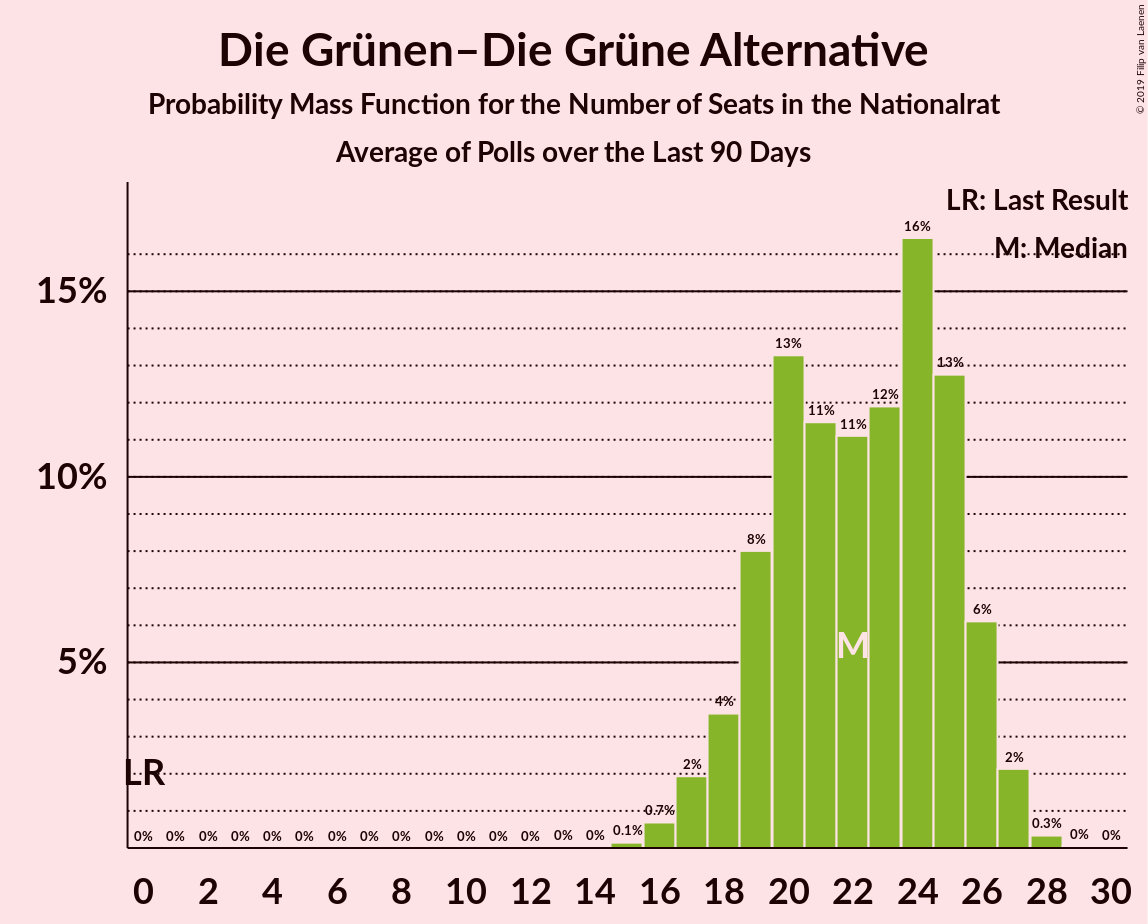 Die Grünen–Die Grüne Alternative
Probability Mass Function for the Number of Seats in the Nationalrat
Average of Polls over the Last 90 Days
© 2019 Filip van Laenen
LR: Last Result
M: Median
16%
15%
13%
13%
12%
11%
11%
10%
8%
6%
M
5%
4%
2%
2%
LR
0.7%
0.1%
0.3%
0% 0% 0% 0% 0% 0% 0% 0% 0% 0% 0% 0% 0% 0% 0% 0% 0%
0 2 4 6 8 10 12 14 16 18 20 22 24 26 28 30